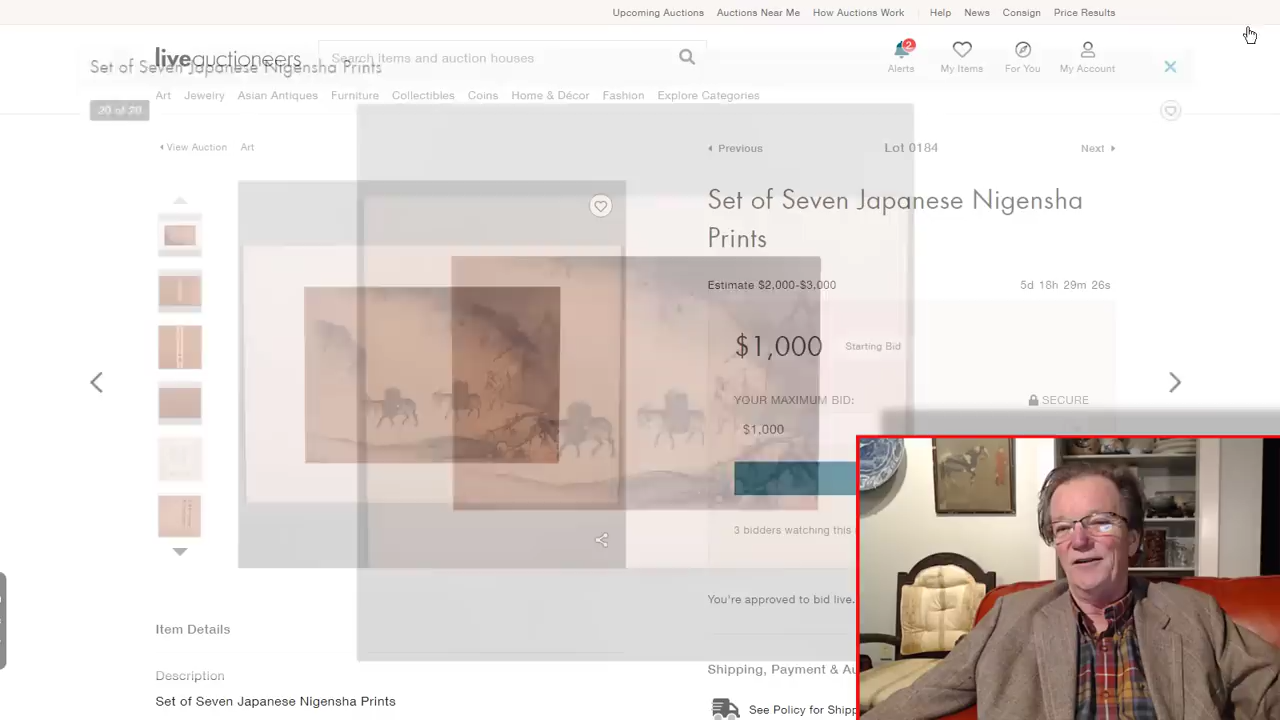 Upcoming Auctions Auctions Near Me How Auctions Work Help News Consign Price Results
liveauctioneers Search items and auction houses
Set of Seven Japanese Nigensha Prints
2
Alerts My Items For You My Account
Art Jewelry Asian Antiques Furniture Collectibles Coins Home & Décor Fashion Explore Categories
20 of 20
View Auction Art
Previous Lot 0184 Next
Set of Seven Japanese Nigensha
Prints
Estimate $2,000-$3,000 5d 18h 29m 26s
$1,000 Starting Bid
YOUR MAXIMUM BID: SECURE
$1,000
3 bidders watching this
You're approved to bid live.
Item Details
Shipping, Payment & Au
Description
Set of Seven Japanese Nigensha Prints
See Policy for Shipp